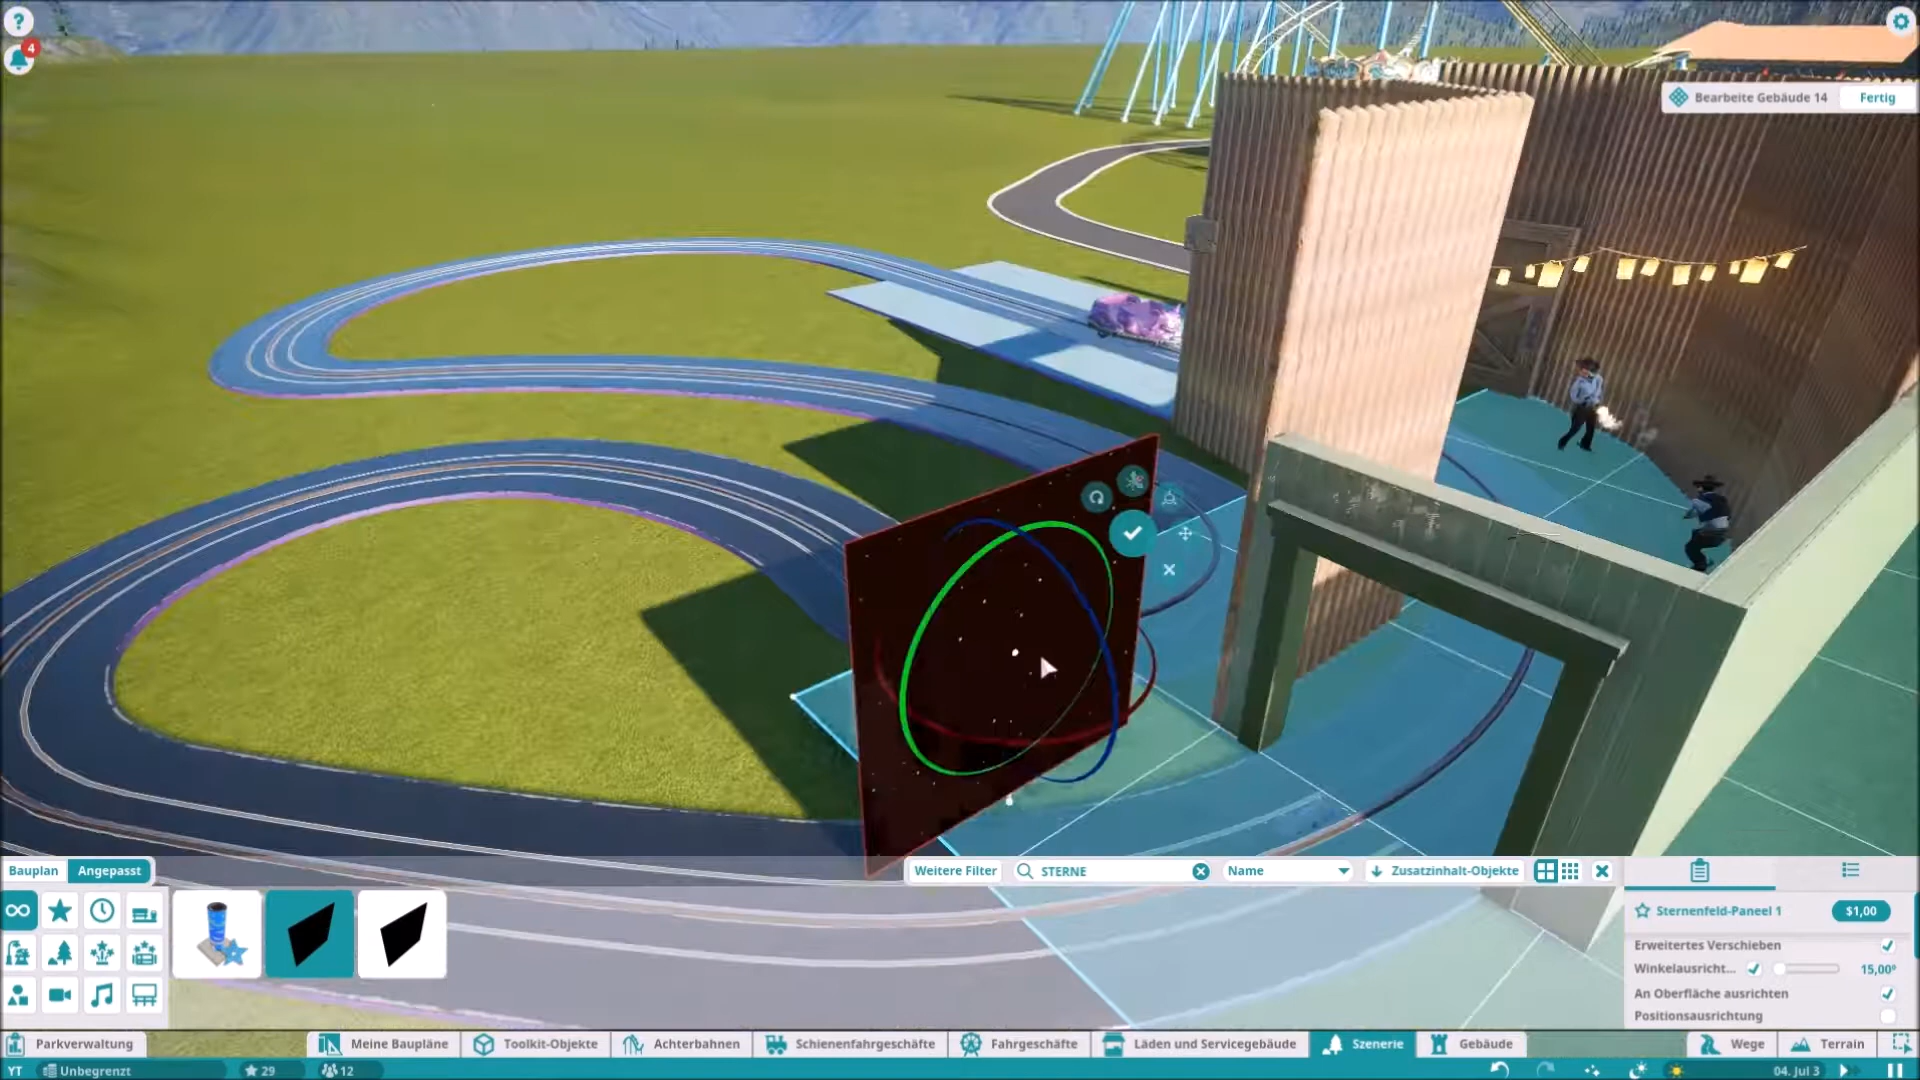 ?
4
Bearbeite Gebäude 14
Fertig
Bauplan
Angepasst
Weitere Filter
STERNE
Name
Zusatzinhalt-Objekte
Sternenfeld-Paneel 1
$1,00
Erweitertes Verschieben
Winkelausricht...
15,00°
An Oberfläche ausrichten
Positionsausrichtung
Parkverwaltung
Meine Baupläne
Toolkit-Objekte
Achterbahnen
Schienenfahrgeschäfte
Fahrgeschäfte
Läden und Servicegebäude
Szenerie
Gebäude
Wege
Terrain
YT
Unbegrenzt
29
12
04. Jul 3